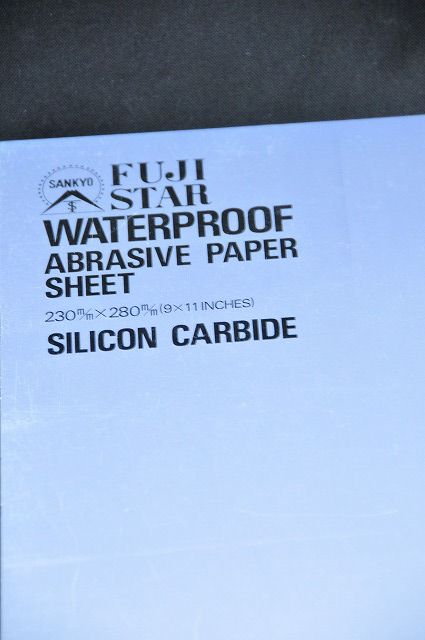 SANKYO
FUJI
STAR
WATERPROOF
ABRASIVE PAPER
SHEET
230m/m×280m/m(9×11 INCHES)
SILICON CARBIDE